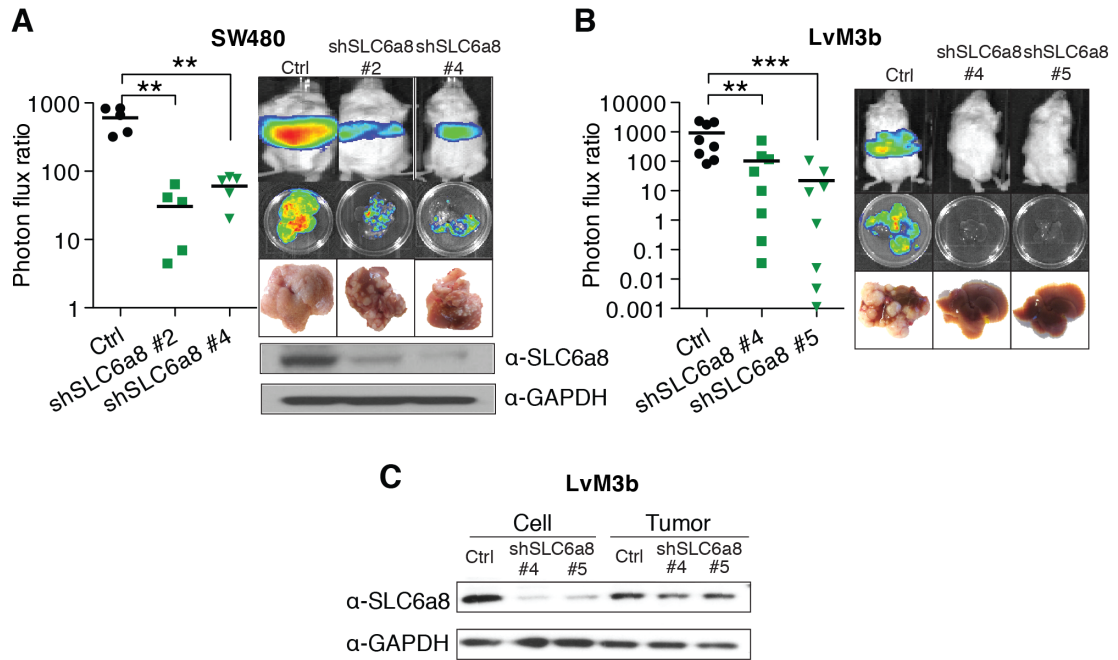 A
SW480
**
**
Ctrl
shSLC6a8
#2
shSLC6a8
#4
Photon flux ratio
1000
100
10
1
Ctrl
shSLC6a8 #2
shSLC6a8 #4
α-SLC6a8
α-GAPDH
B
LvM3b
***
**
Ctrl
shSLC6a8
#4
shSLC6a8
#5
Photon flux ratio
10000
1000
100
10
1
0.1
0.01
0.001
Ctrl
shSLC6a8 #4
shSLC6a8 #5
C
LvM3b
Cell
Tumor
Ctrl
shSLC6a8
#4 #5
Ctrl
shSLC6a8
#4 #5
α-SLC6a8
α-GAPDH